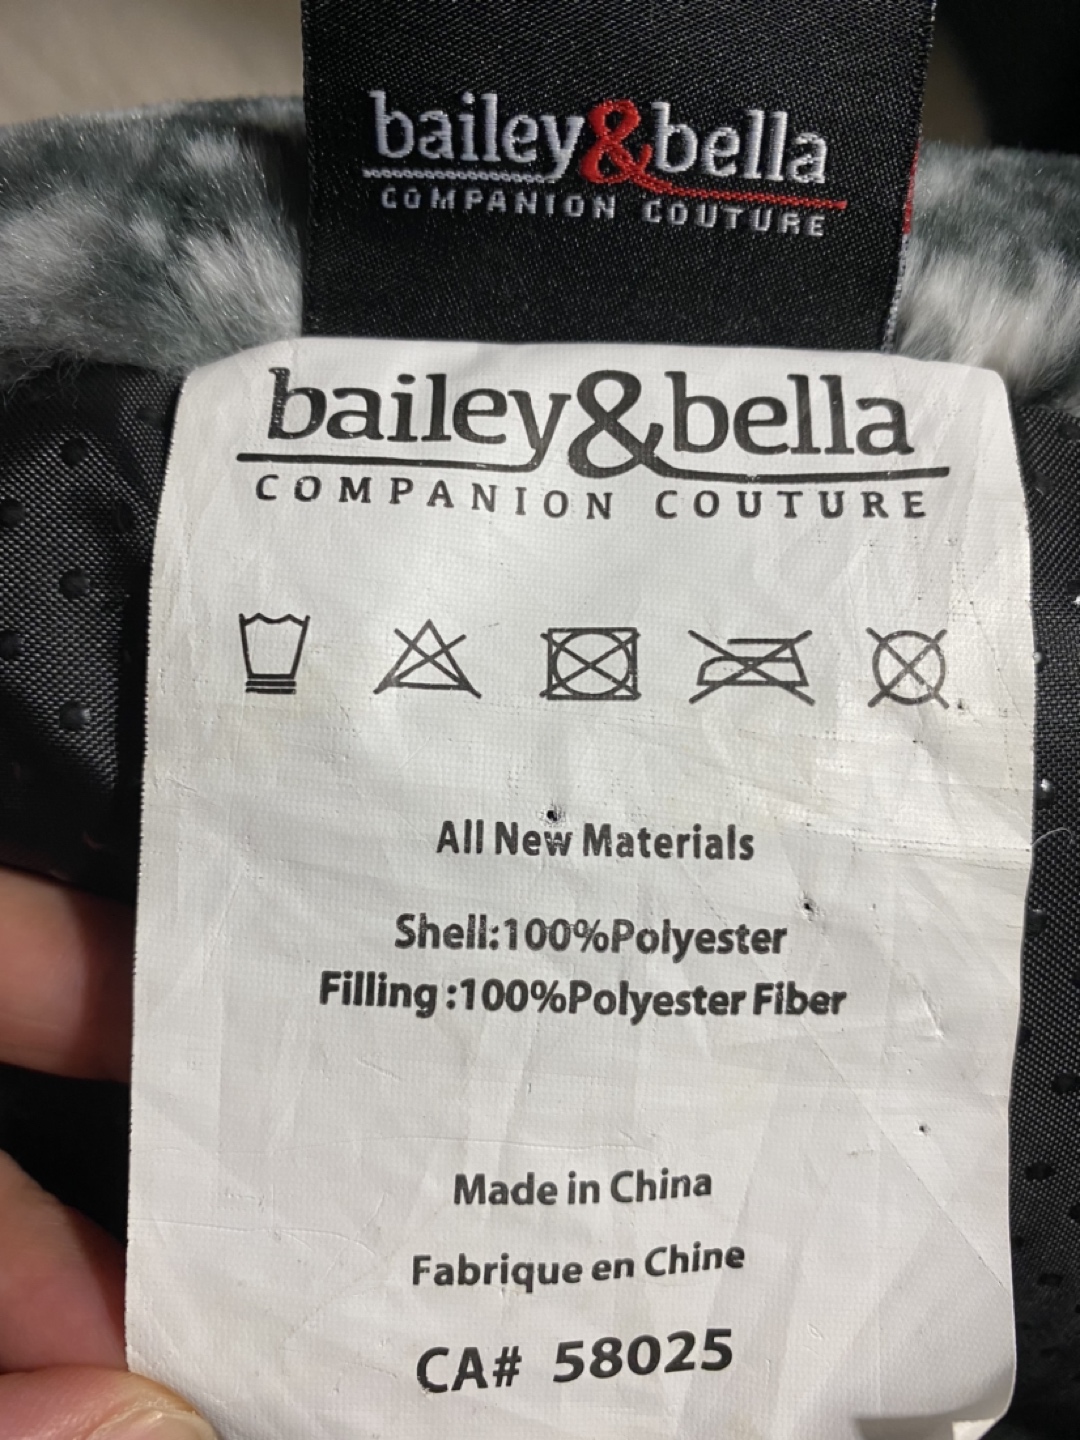 bailey&bella
COMPANION COUTURE
bailey&bella
COMPANION COUTURE
All New Materials
Shell:100%Polyester
Filling :100%Polyester Fiber
Made in China
Fabrique en Chine
CA# 58025